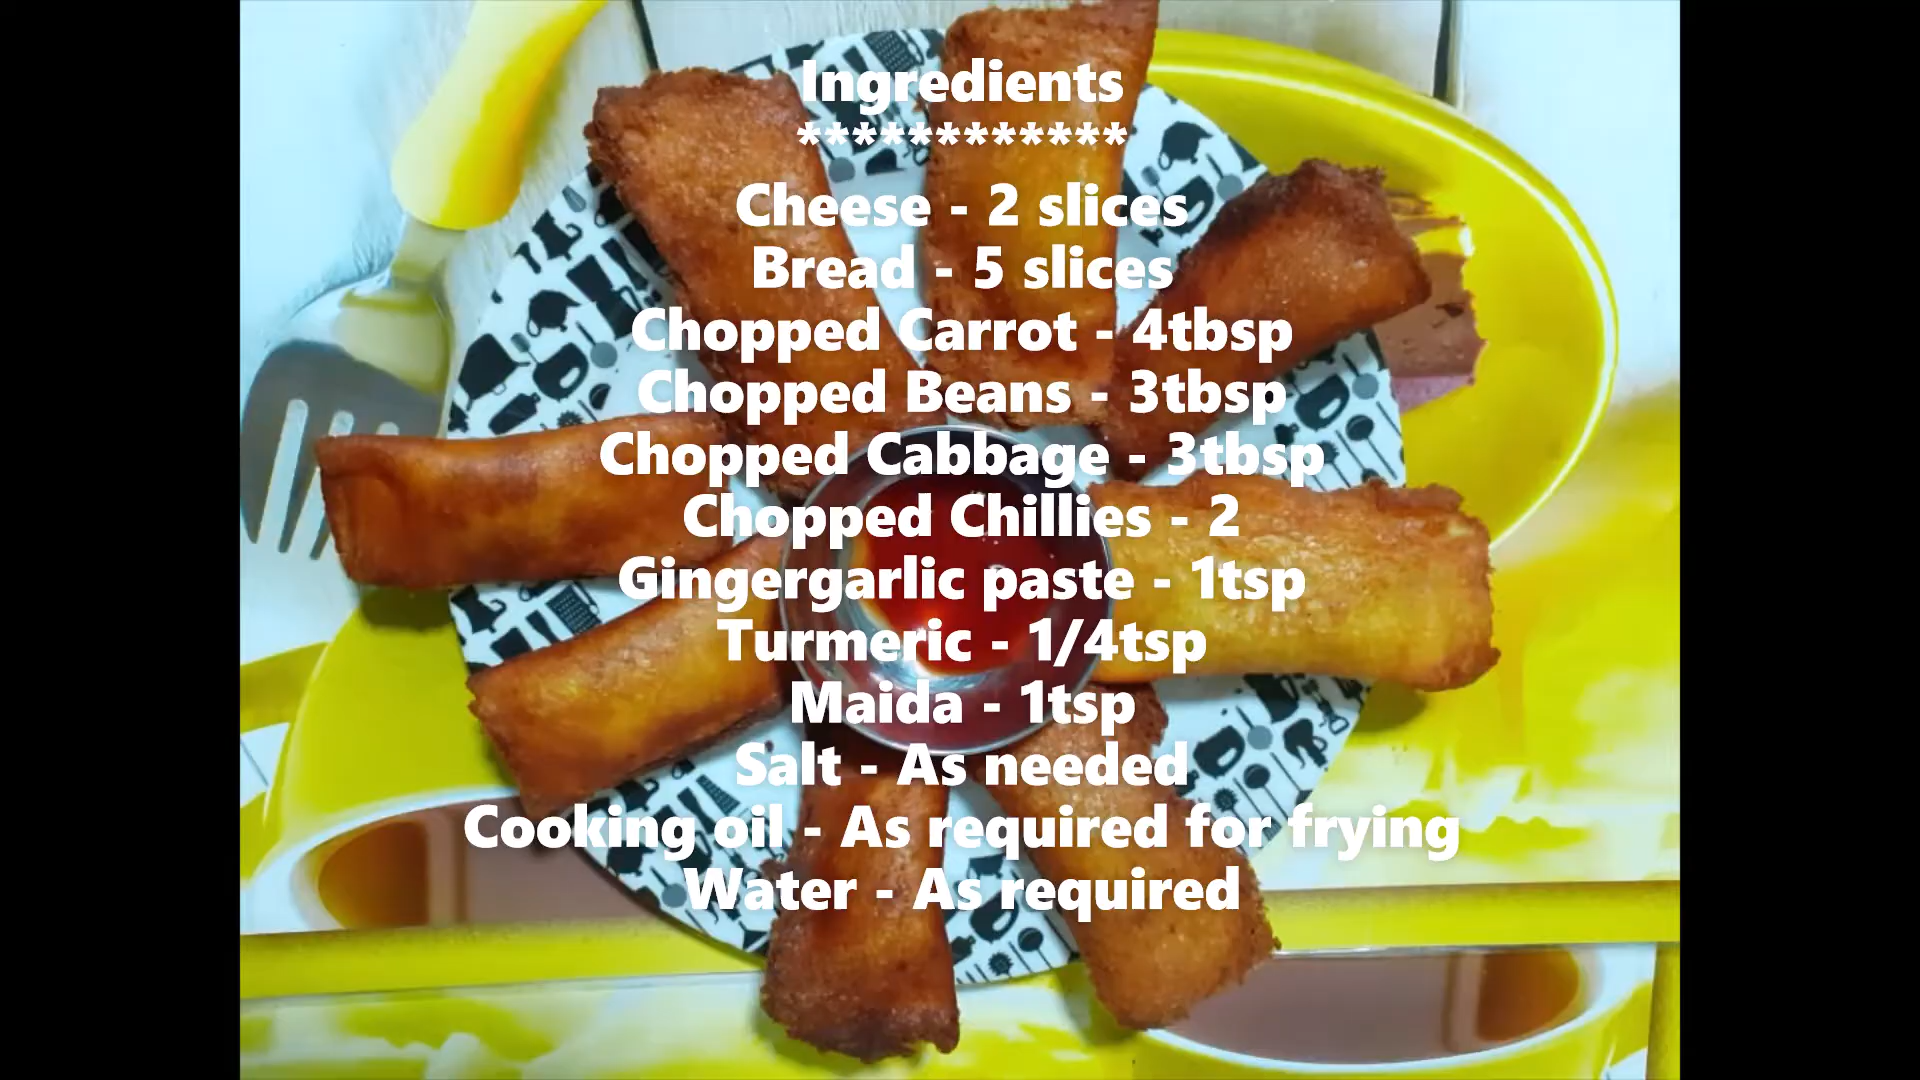 Ingredients
************
Cheese - 2 slices
Bread - 5 slices
Chopped Carrot - 4tbsp
Chopped Beans - 3tbsp
Chopped Cabbage - 3tbsp
Chopped Chillies - 2
Gingergarlic paste - 1tsp
Turmeric - 1/4tsp
Maida - 1tsp
Salt - As needed
Cooking oil - As required for frying
Water - As required